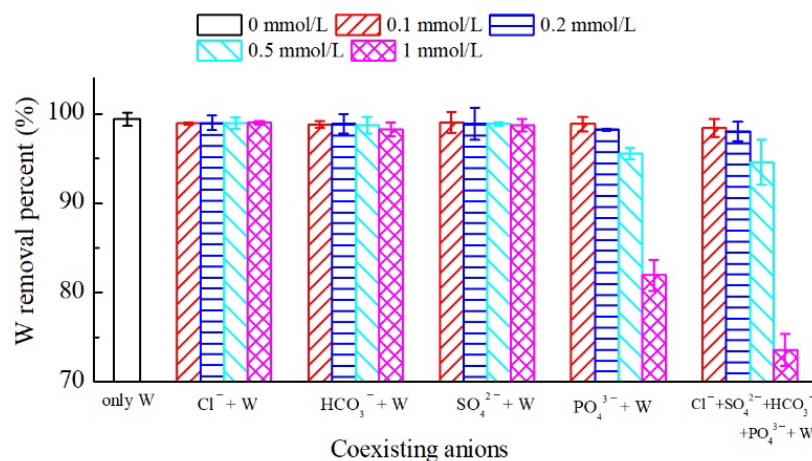 0 mmol/L 0.1 mmol/L 0.2 mmol/L
0.5 mmol/L 1 mmol/L
W removal percent (%)
100
90
80
70
only W
Cl⁻ + W
HCO₃⁻ + W
SO₄²⁻ + W
PO₄³⁻ + W
Cl⁻+SO₄²⁻+HCO₃⁻
+PO₄³⁻ + W
Coexisting anions